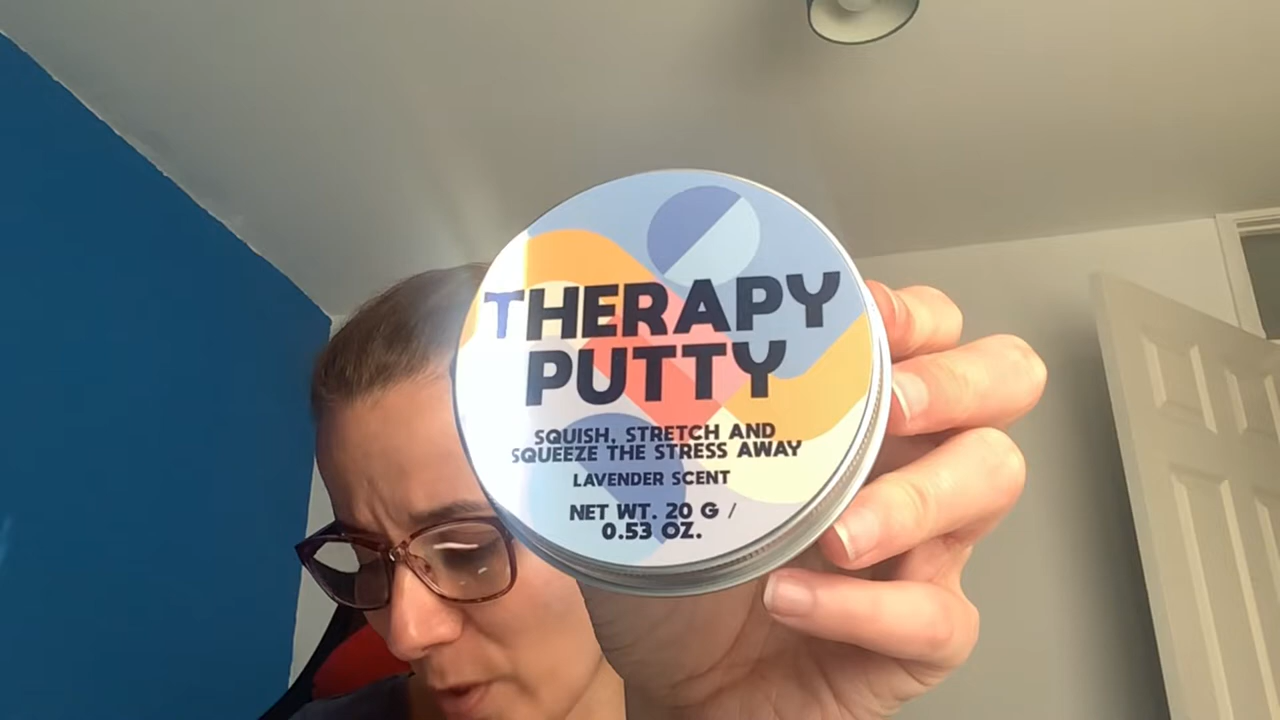 THERAPY
PUTTY
SQUISH, STRETCH AND
SQUEEZE THE STRESS AWAY
LAVENDER SCENT
NET WT. 20 G /
0.53 OZ.